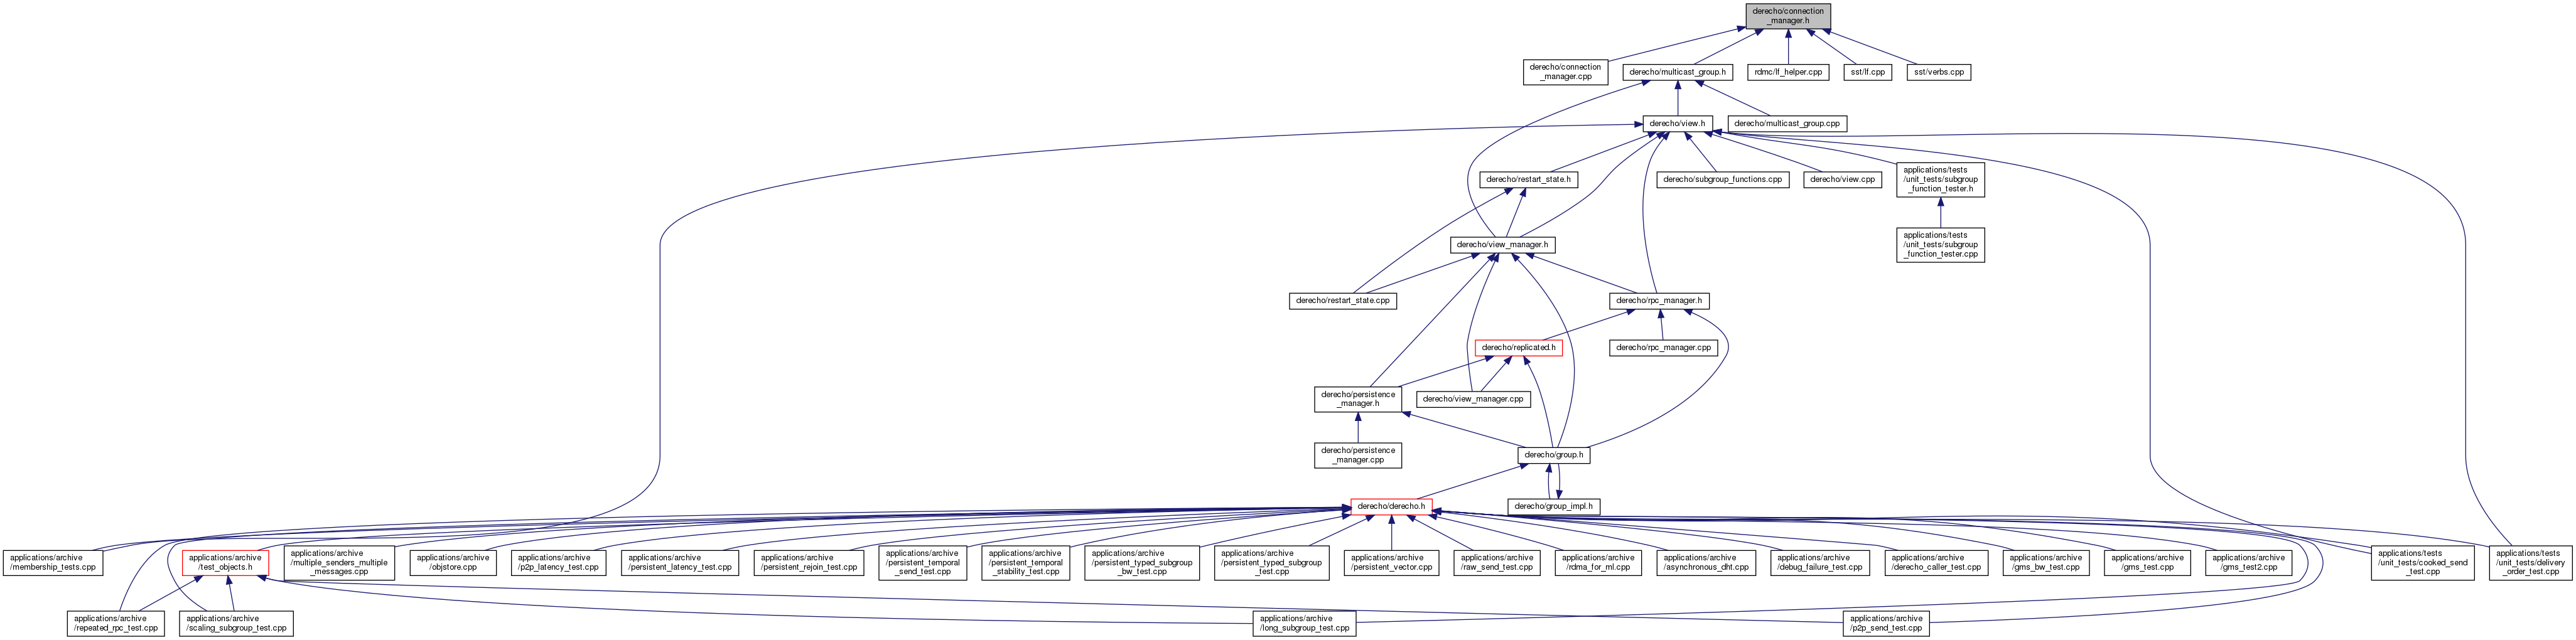 derecho/connection
_manager.h
derecho/connection
_manager.cpp
derecho/multicast_group.h
rdmc/lf_helper.cpp
sst/lf.cpp
sst/verbs.cpp
derecho/view.h
derecho/multicast_group.cpp
derecho/restart_state.h
derecho/subgroup_functions.cpp
derecho/view.cpp
applications/tests
/unit_tests/subgroup
_function_tester.h
derecho/view_manager.h
applications/tests
/unit_tests/subgroup
_function_tester.cpp
derecho/restart_state.cpp
derecho/rpc_manager.h
derecho/replicated.h
derecho/rpc_manager.cpp
derecho/persistence
_manager.h
derecho/view_manager.cpp
derecho/persistence
_manager.cpp
derecho/group.h
derecho/derecho.h
derecho/group_impl.h
applications/archive
/membership_tests.cpp
applications/archive
/test_objects.h
applications/archive
/multiple_senders_multiple
_messages.cpp
applications/archive
/objstore.cpp
applications/archive
/p2p_latency_test.cpp
applications/archive
/persistent_latency_test.cpp
applications/archive
/persistent_rejoin_test.cpp
applications/archive
/persistent_temporal
_send_test.cpp
applications/archive
/persistent_temporal
_stability_test.cpp
applications/archive
/persistent_typed_subgroup
_bw_test.cpp
applications/archive
/persistent_typed_subgroup
_test.cpp
applications/archive
/persistent_vector.cpp
applications/archive
/raw_send_test.cpp
applications/archive
/rdma_for_ml.cpp
applications/archive
/asynchronous_dht.cpp
applications/archive
/debug_failure_test.cpp
applications/archive
/derecho_caller_test.cpp
applications/archive
/gms_bw_test.cpp
applications/archive
/gms_test.cpp
applications/archive
/gms_test2.cpp
applications/tests
/unit_tests/cooked_send
_test.cpp
applications/tests
/unit_tests/delivery
_order_test.cpp
applications/archive
/repeated_rpc_test.cpp
applications/archive
/scaling_subgroup_test.cpp
applications/archive
/long_subgroup_test.cpp
applications/archive
/p2p_send_test.cpp